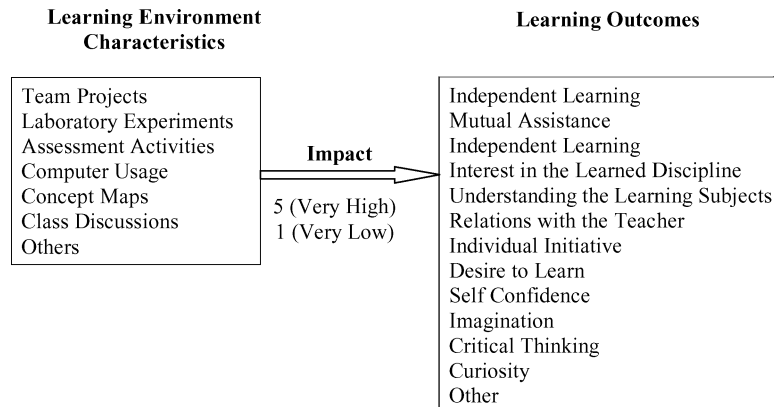 Learning Environment
Characteristics
Team Projects
Laboratory Experiments
Assessment Activities
Computer Usage
Concept Maps
Class Discussions
Others
Impact
5 (Very High)
1 (Very Low)
Learning Outcomes
Independent Learning
Mutual Assistance
Independent Learning
Interest in the Learned Discipline
Understanding the Learning Subjects
Relations with the Teacher
Individual Initiative
Desire to Learn
Self Confidence
Imagination
Critical Thinking
Curiosity
Other